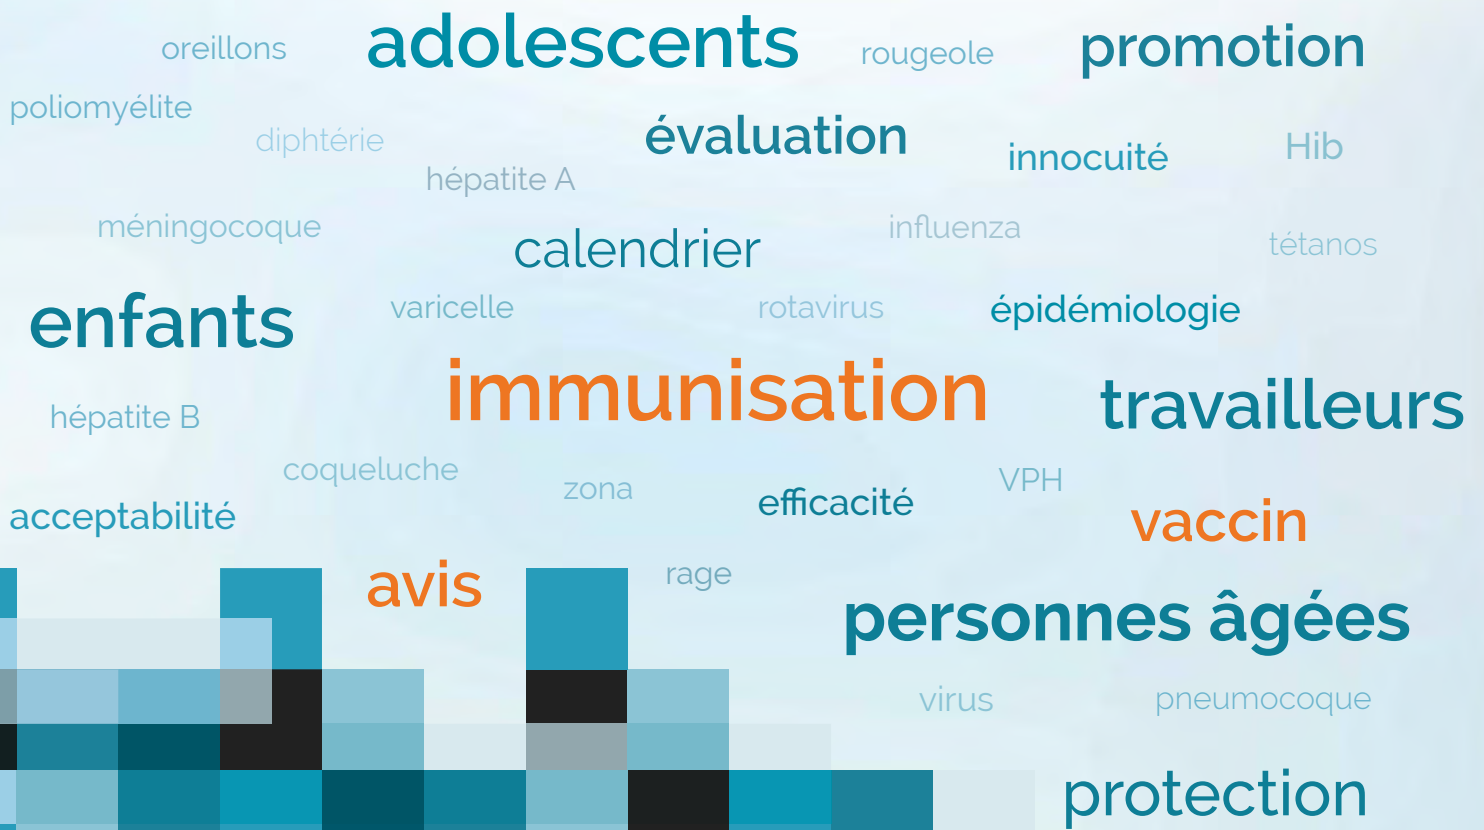 oreillons
adolescents
rougeole
promotion
poliomyélite
diphtérie
évaluation
innocuité
Hib
hépatite A
méningocoque
calendrier
influenza
tétanos
enfants
varicelle
rotavirus
épidémiologie
immunisation
travailleurs
hépatite B
coqueluche
zona
efficacité
VPH
acceptabilité
vaccin
avis
rage
personnes âgées
virus
pneumocoque
protection